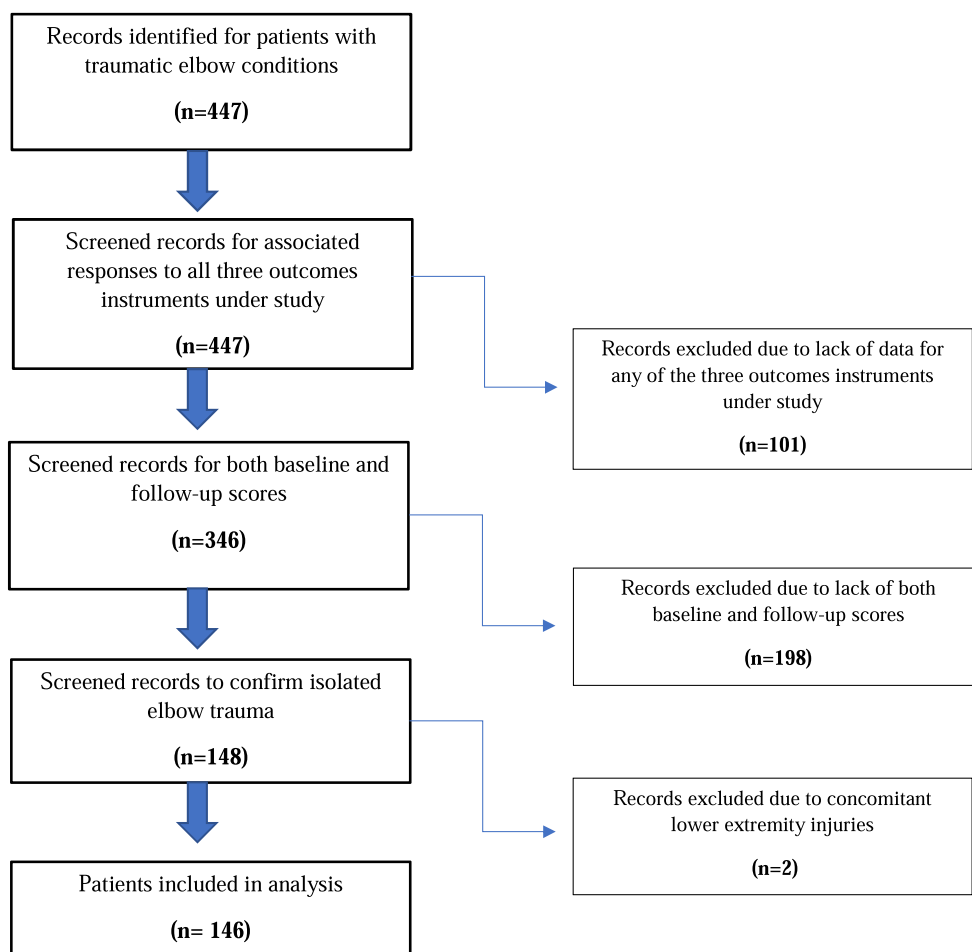 Records identified for patients with
traumatic elbow conditions
(n=447)
Screened records for associated
responses to all three outcomes
instruments under study
(n=447)
Records excluded due to lack of data for
any of the three outcomes instruments
under study
(n=101)
Screened records for both baseline and
follow-up scores
(n=346)
Records excluded due to lack of both
baseline and follow-up scores
(n=198)
Screened records to confirm isolated
elbow trauma
(n=148)
Records excluded due to concomitant
lower extremity injuries
(n=2)
Patients included in analysis
(n= 146)